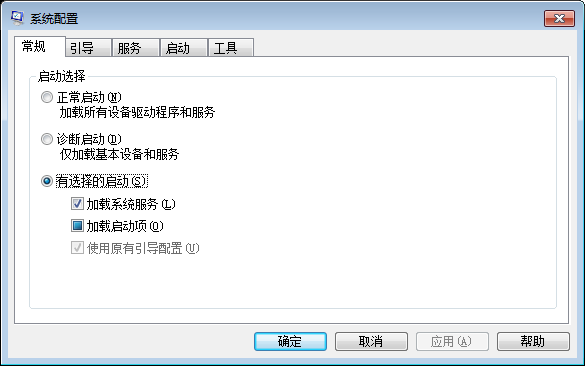 系统配置
常规 引导 服务 启动 工具
启动选择
正常启动(N)
加载所有设备驱动程序和服务
诊断启动(D)
仅加载基本设备和服务
有选择的启动(S)
加载系统服务(L)
加载启动项(O)
使用原有引导配置(U)
确定 取消 应用(A) 帮助